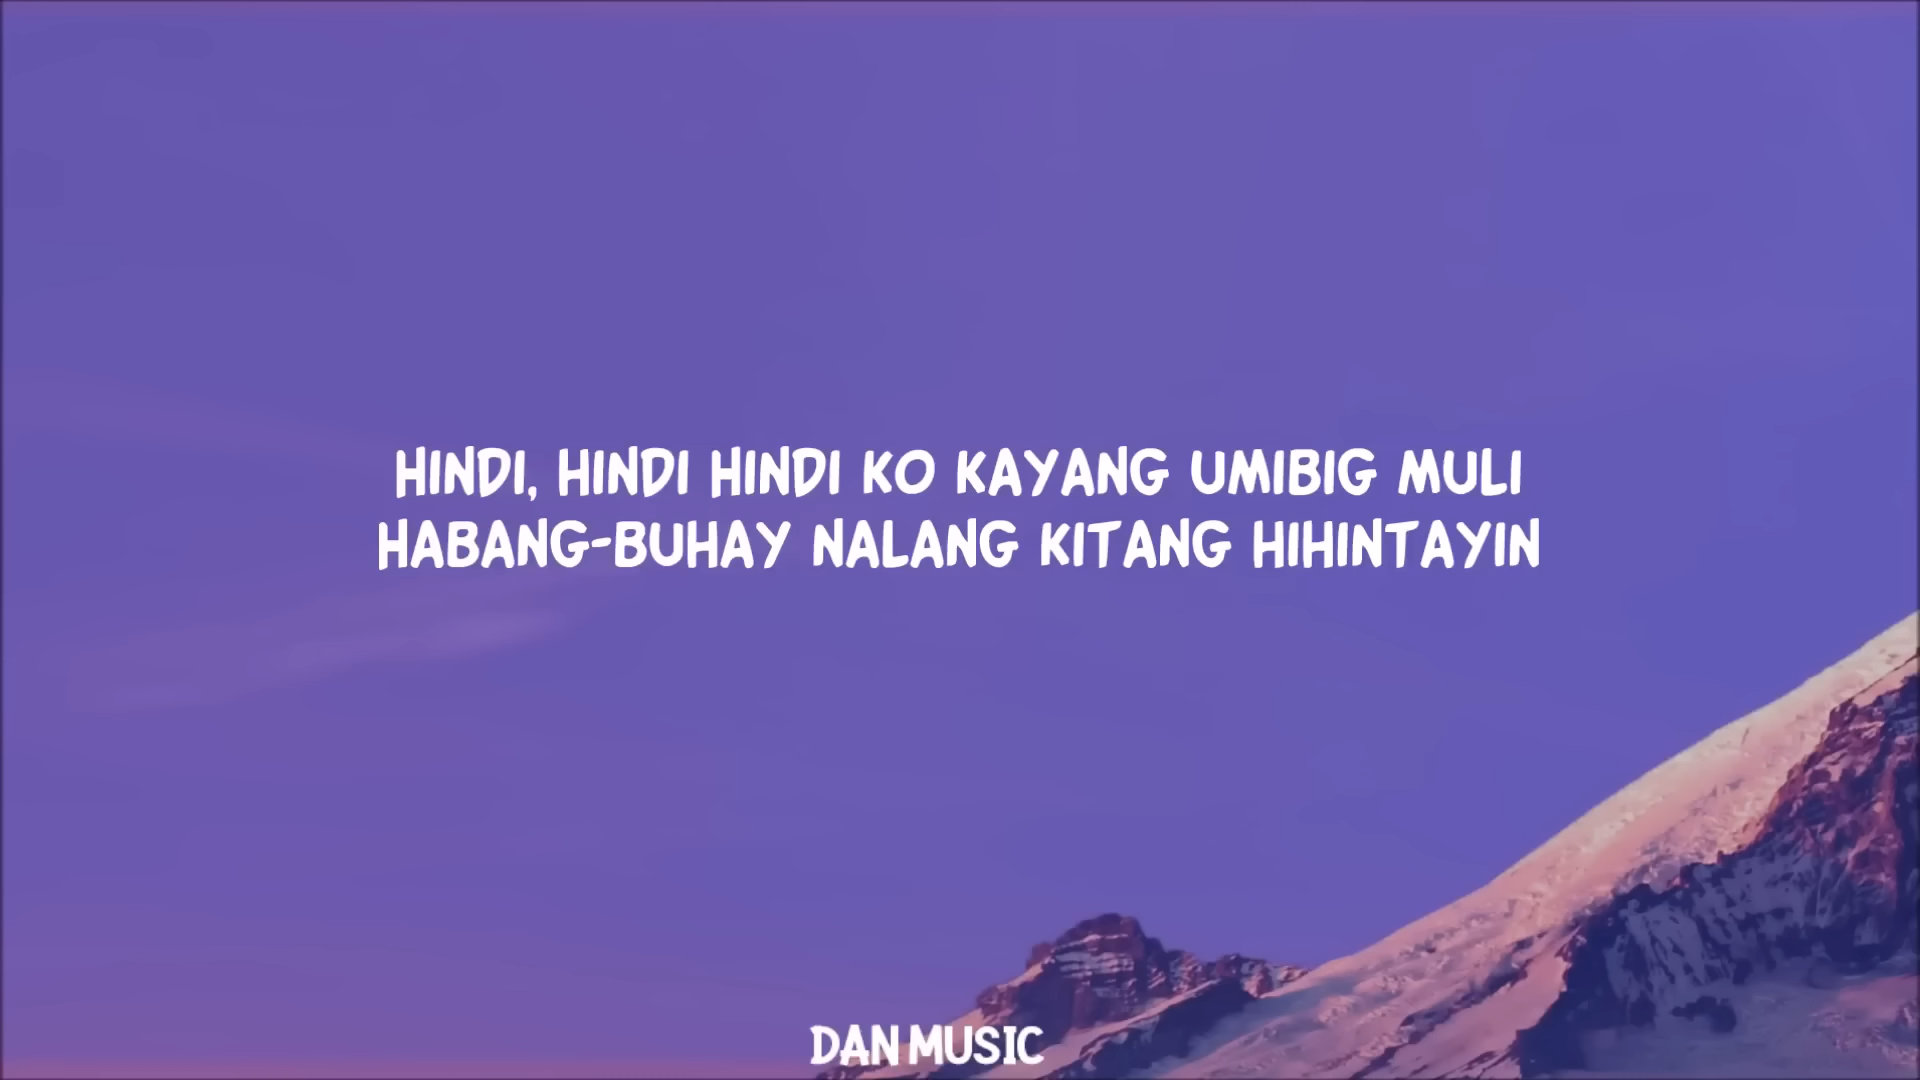 HINDI, HINDI HINDI KO KAYANG UMIBIG MULI
HABANG-BUHAY NALANG KITANG HIHINTAYIN
DAN MUSIC